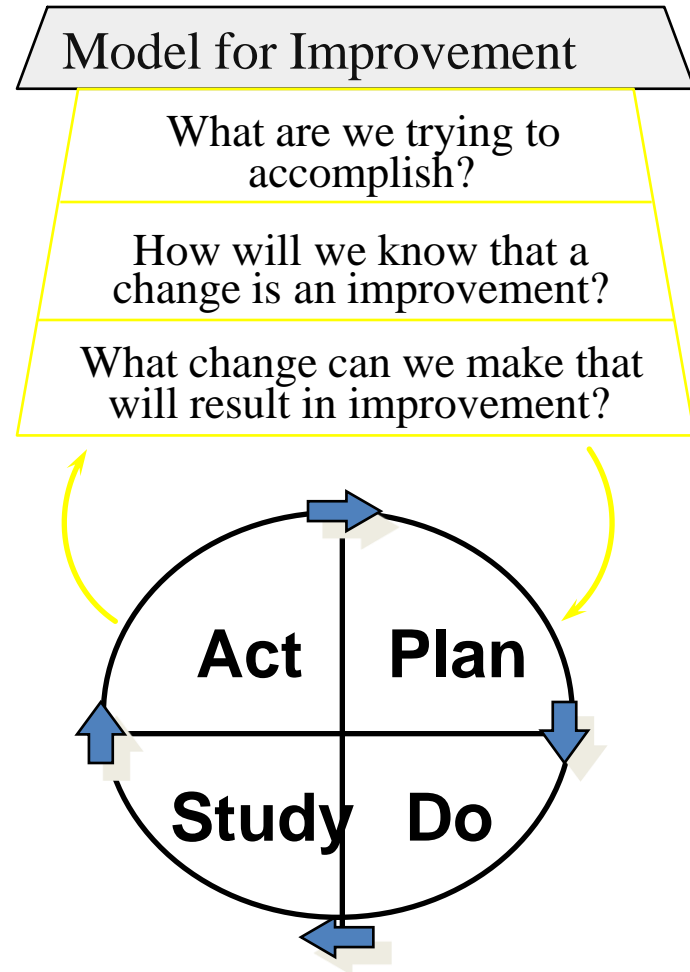 Model for Improvement
What are we trying to
accomplish?
How will we know that a
change is an improvement?
What change can we make that
will result in improvement?
Act Plan
Study Do